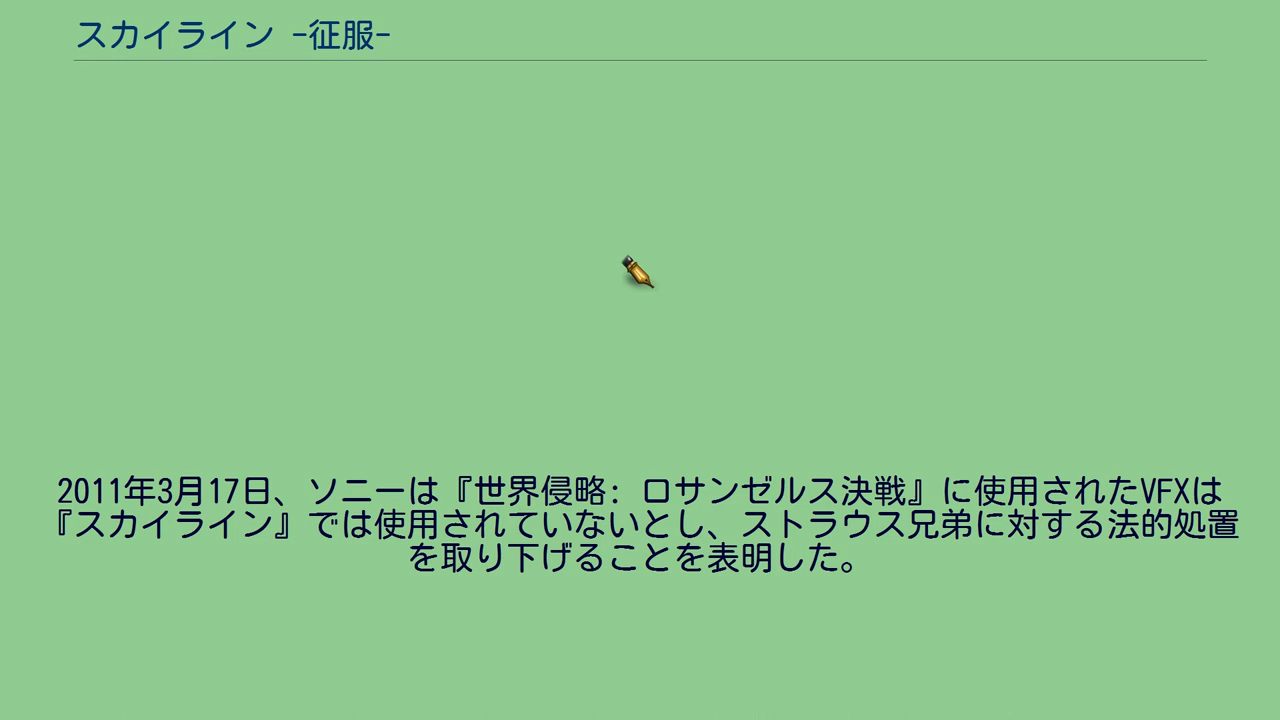 スカイライン -征服-
2011年3月17日、ソニーは『世界侵略: ロサンゼルス決戦』に使用されたVFXは
『スカイライン』では使用されていないとし、ストラウス兄弟に対する法的処置
を取り下げることを表明した。